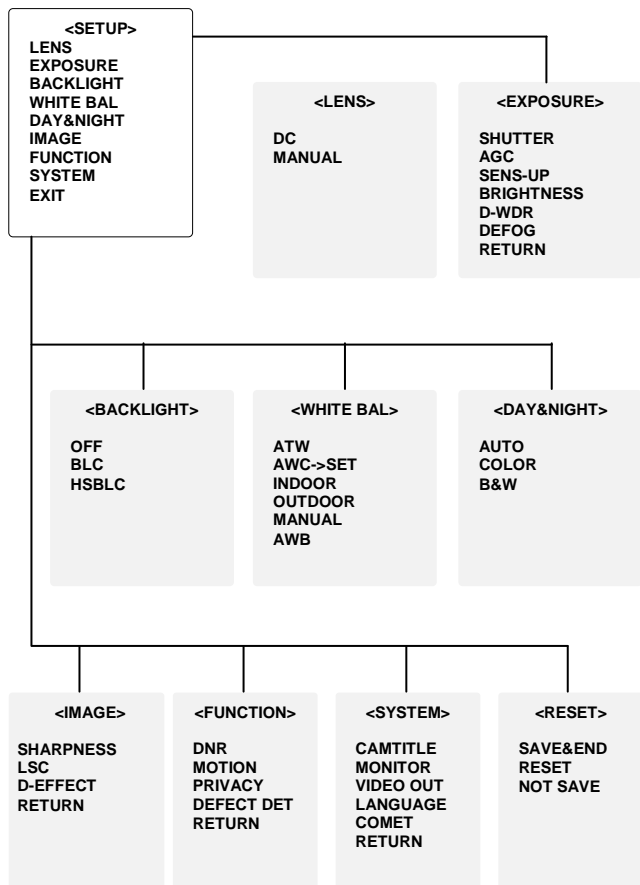 <SETUP>
LENS
EXPOSURE
BACKLIGHT
WHITE BAL
DAY&NIGHT
IMAGE
FUNCTION
SYSTEM
EXIT
<LENS>
DC
MANUAL
<EXPOSURE>
SHUTTER
AGC
SENS-UP
BRIGHTNESS
D-WDR
DEFOG
RETURN
<BACKLIGHT>
OFF
BLC
HSBLC
<WHITE BAL>
ATW
AWC->SET
INDOOR
OUTDOOR
MANUAL
AWB
<DAY&NIGHT>
AUTO
COLOR
B&W
<IMAGE>
SHARPNESS
LSC
D-EFFECT
RETURN
<FUNCTION>
DNR
MOTION
PRIVACY
DEFECT DET
RETURN
<SYSTEM>
CAMTITLE
MONITOR
VIDEO OUT
LANGUAGE
COMET
RETURN
<RESET>
SAVE&END
RESET
NOT SAVE